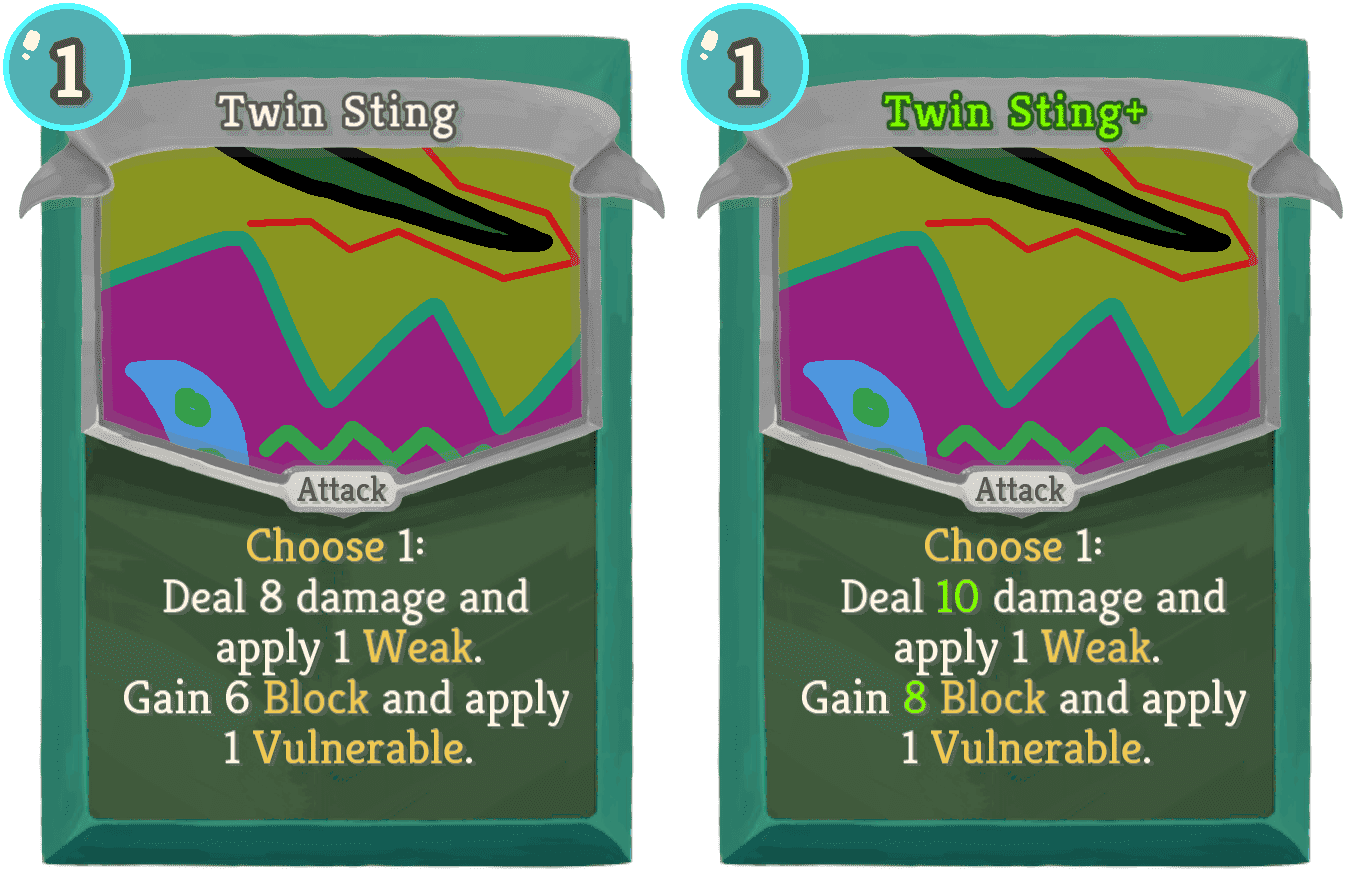 1
Twin Sting
Attack
Choose 1:
Deal 8 damage and
apply 1 Weak.
Gain 6 Block and apply
1 Vulnerable.
1
Twin Sting+
Attack
Choose 1:
Deal 10 damage and
apply 1 Weak.
Gain 8 Block and apply
1 Vulnerable.